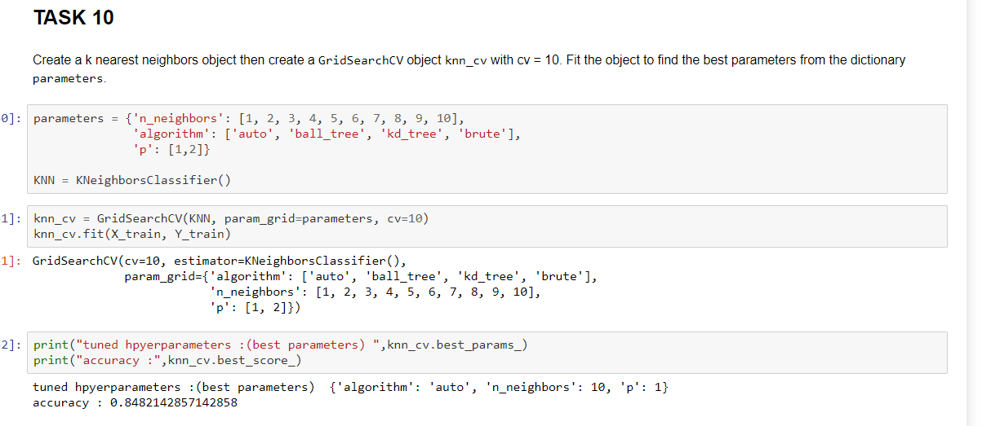 TASK 10
Create a k nearest neighbors object then create a GridSearchCV object knn_cv with cv = 10. Fit the object to find the best parameters from the dictionary
parameters.
0]: parameters = {'n_neighbors': [1, 2, 3, 4, 5, 6, 7, 8, 9, 10],
'algorithm': ['auto', 'ball_tree', 'kd_tree', 'brute'],
'p': [1,2]}
KNN = KNeighborsClassifier()
1]: knn_cv = GridSearchCV(KNN, param_grid=parameters, cv=10)
knn_cv.fit(X_train, Y_train)
1]: GridSearchCV(cv=10, estimator=KNeighborsClassifier(),
param_grid={'algorithm': ['auto', 'ball_tree', 'kd_tree', 'brute'],
'n_neighbors': [1, 2, 3, 4, 5, 6, 7, 8, 9, 10],
'p': [1, 2]})
2]: print("tuned hpyerparameters :(best parameters) ",knn_cv.best_params_)
print("accuracy :",knn_cv.best_score_)
tuned hpyerparameters :(best parameters)  {'algorithm': 'auto', 'n_neighbors': 10, 'p': 1}
accuracy : 0.8482142857142858